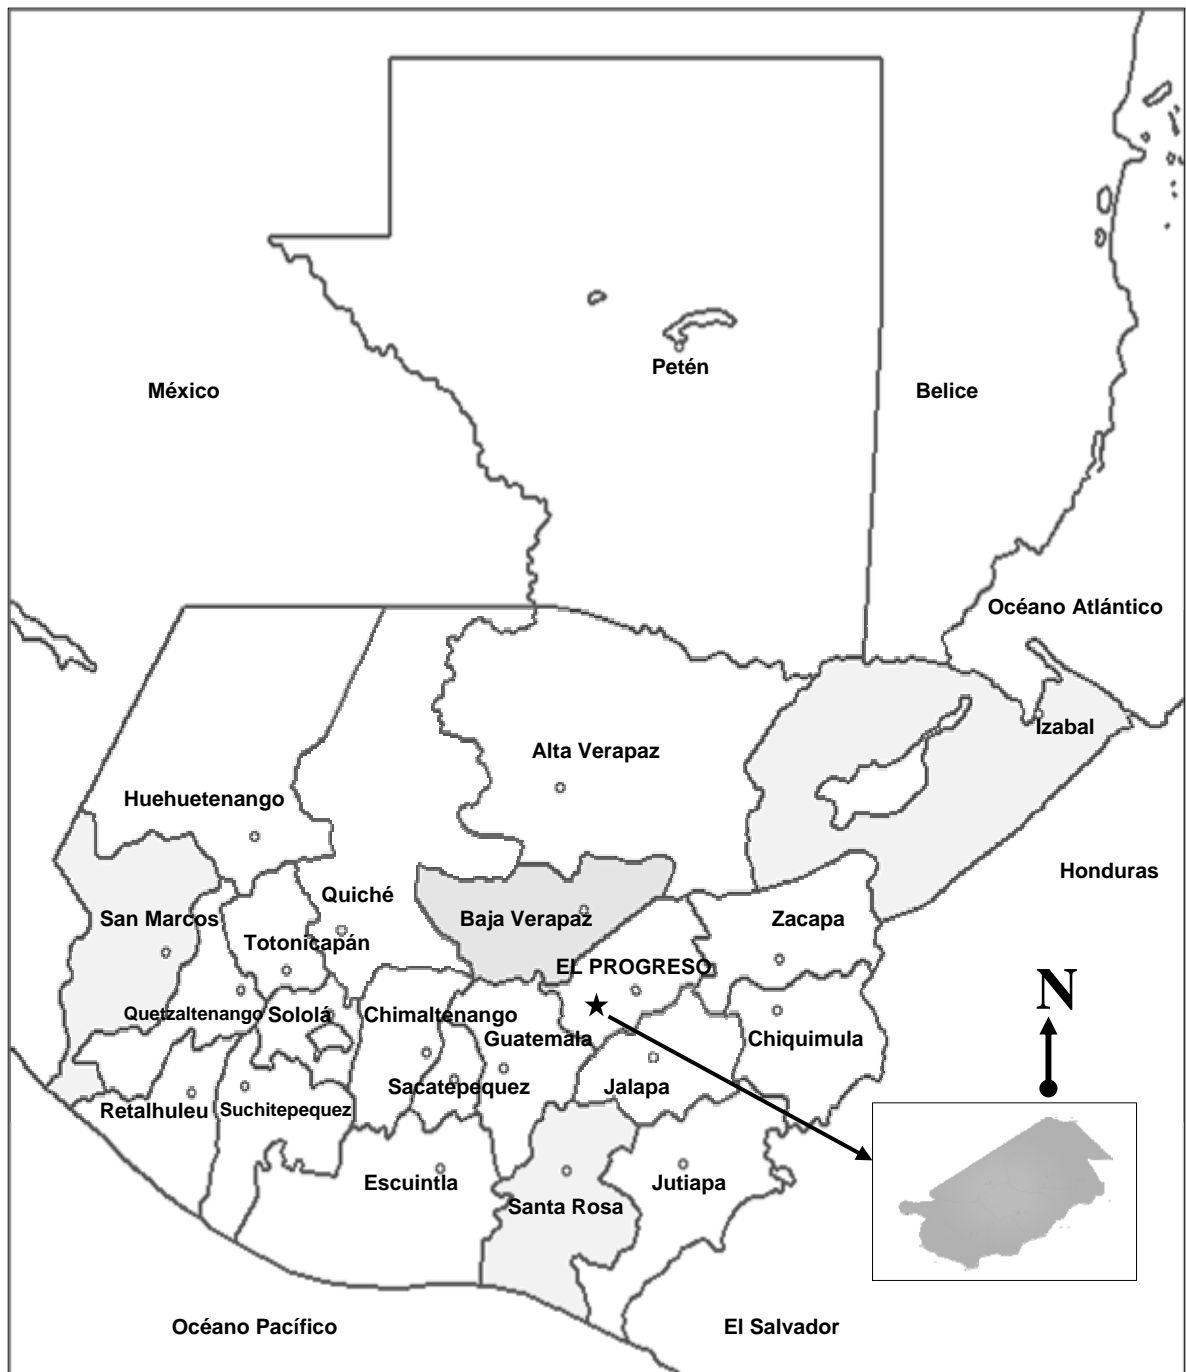 Petén
México
Belice
Océano Atlántico
Izabal
Alta Verapaz
Huehuetenango
Honduras
Quiché
San Marcos
Baja Verapaz
Zacapa
Totonicapán
EL PROGRESO
N
Quetzaltenango
Sololá
Chimaltenango
Guatemala
Chiquimula
Sacatepequez
Jalapa
Retalhuleu
Suchitepequez
Escuintla
Jutiapa
Santa Rosa
Océano Pacífico
El Salvador